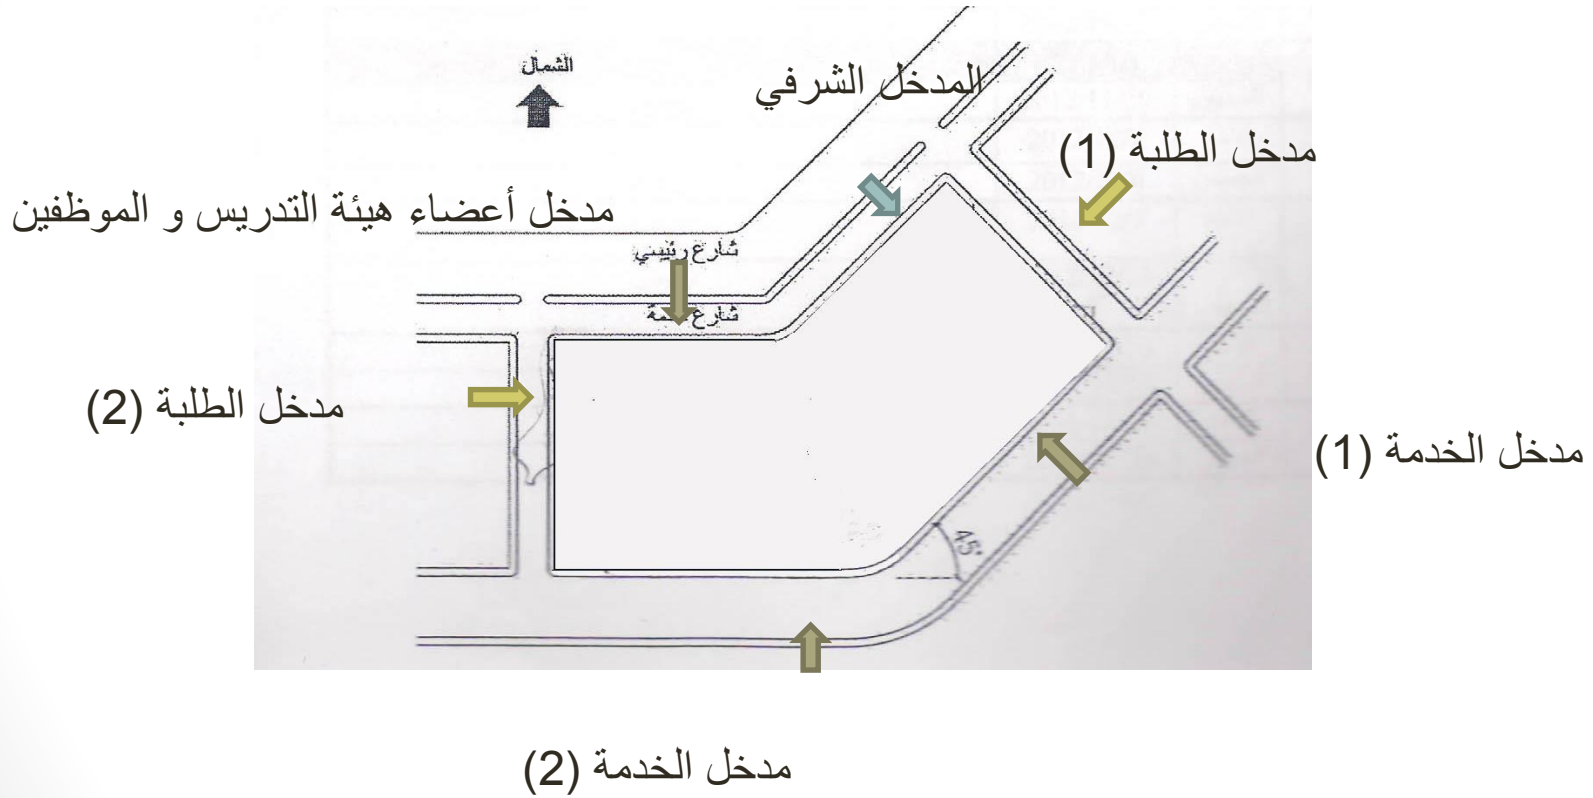 الشمال
المدخل الشرفي
مدخل الطلبة (1)
مدخل أعضاء هيئة التدريس و الموظفين
شارع رئيسي
شارع
مدخل الطلبة (2)
مدخل الخدمة (1)
45°
مدخل الخدمة (2)